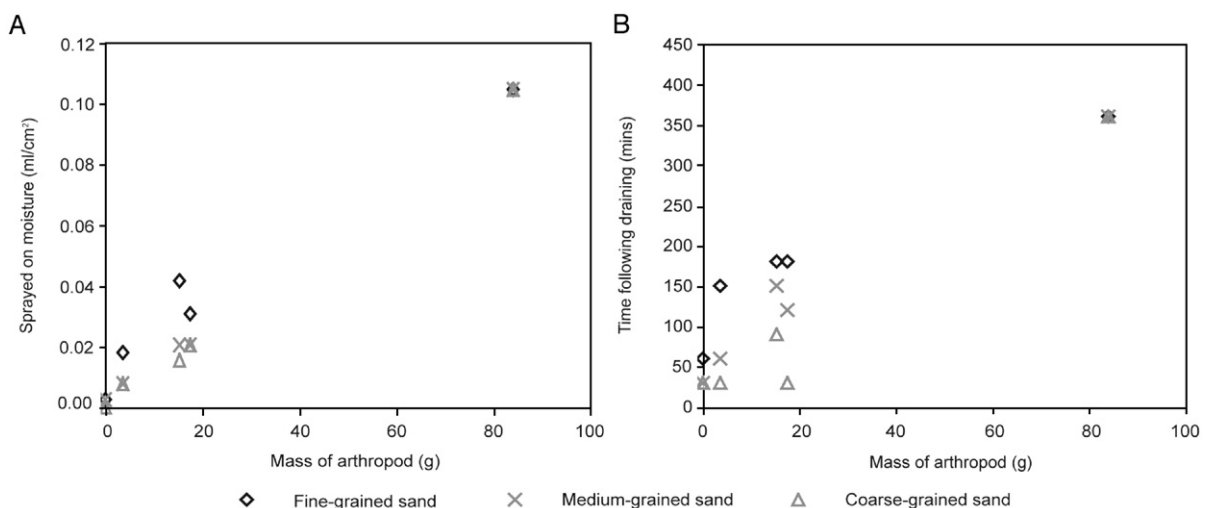 A
0.12
0.10
0.08
0.06
0.04
0.02
0.00
0 20 40 60 80 100
Sprayed on moisture (ml/cm²)
Mass of arthropod (g)
B
450
400
350
300
250
200
150
100
50
0
0 20 40 60 80 100
Time following draining (mins)
Mass of arthropod (g)
Fine-grained sand Medium-grained sand Coarse-grained sand